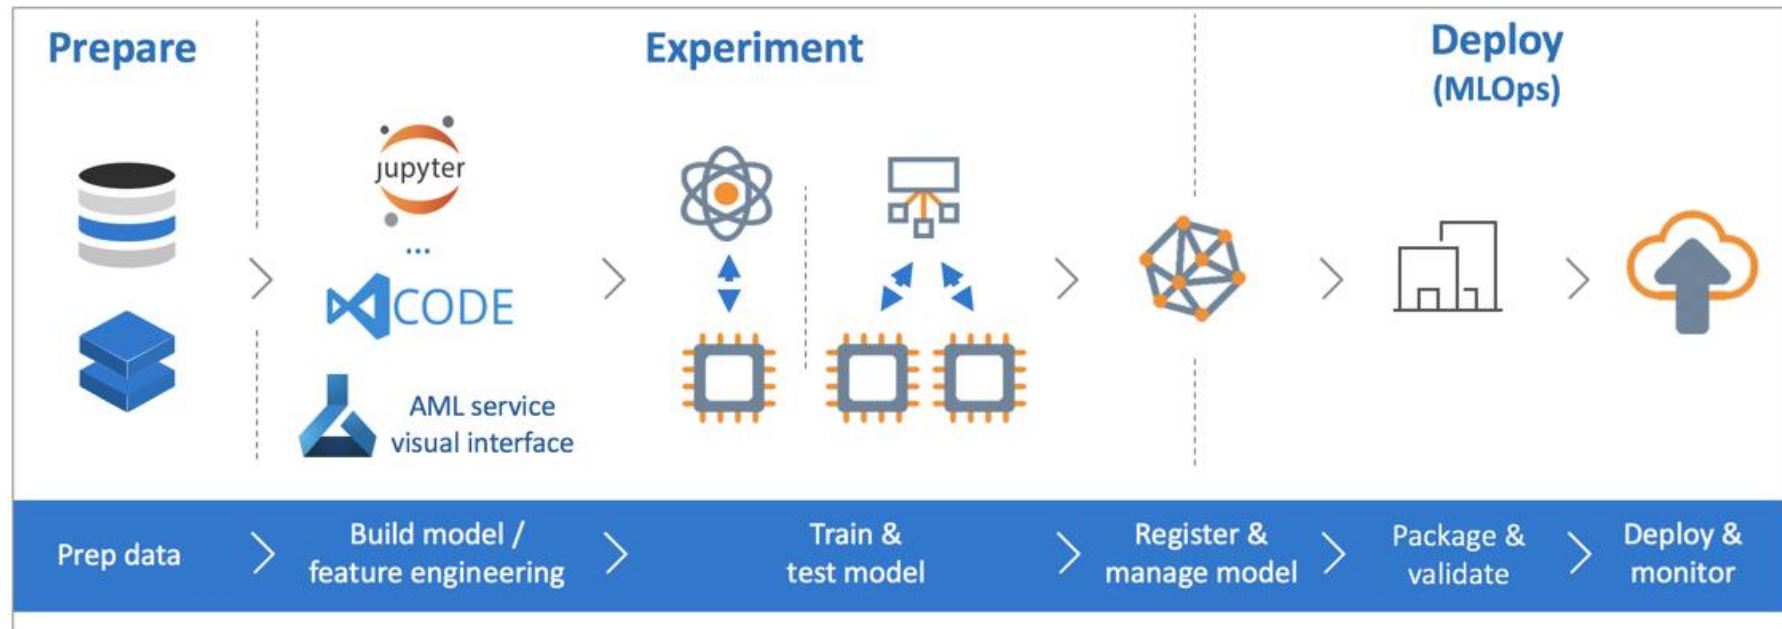 Prepare
Experiment
Deploy
(MLOps)
jupyter
...
CODE
AML service
visual interface
Prep data
Build model /
feature engineering
Train &
test model
Register &
manage model
Package &
validate
Deploy &
monitor